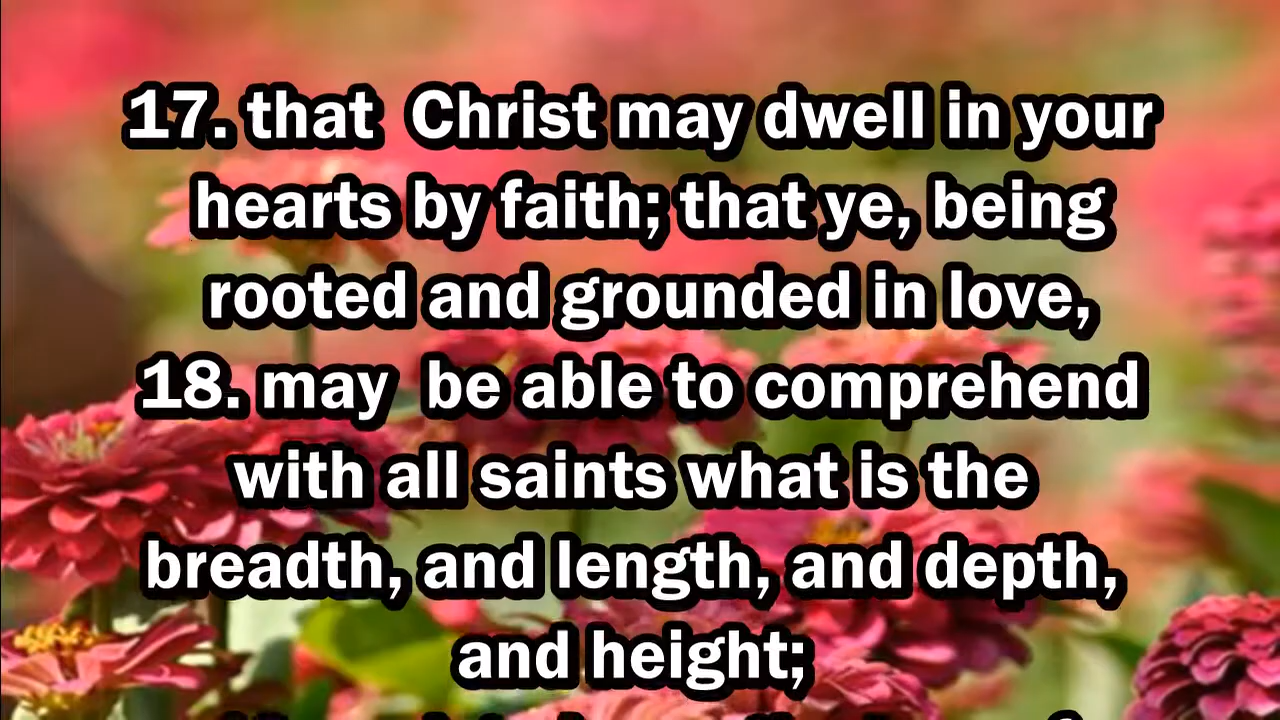 17. that  Christ may dwell in your
hearts by faith; that ye, being
rooted and grounded in love,
18. may  be able to comprehend
with all saints what is the
breadth, and length, and depth,
and height;